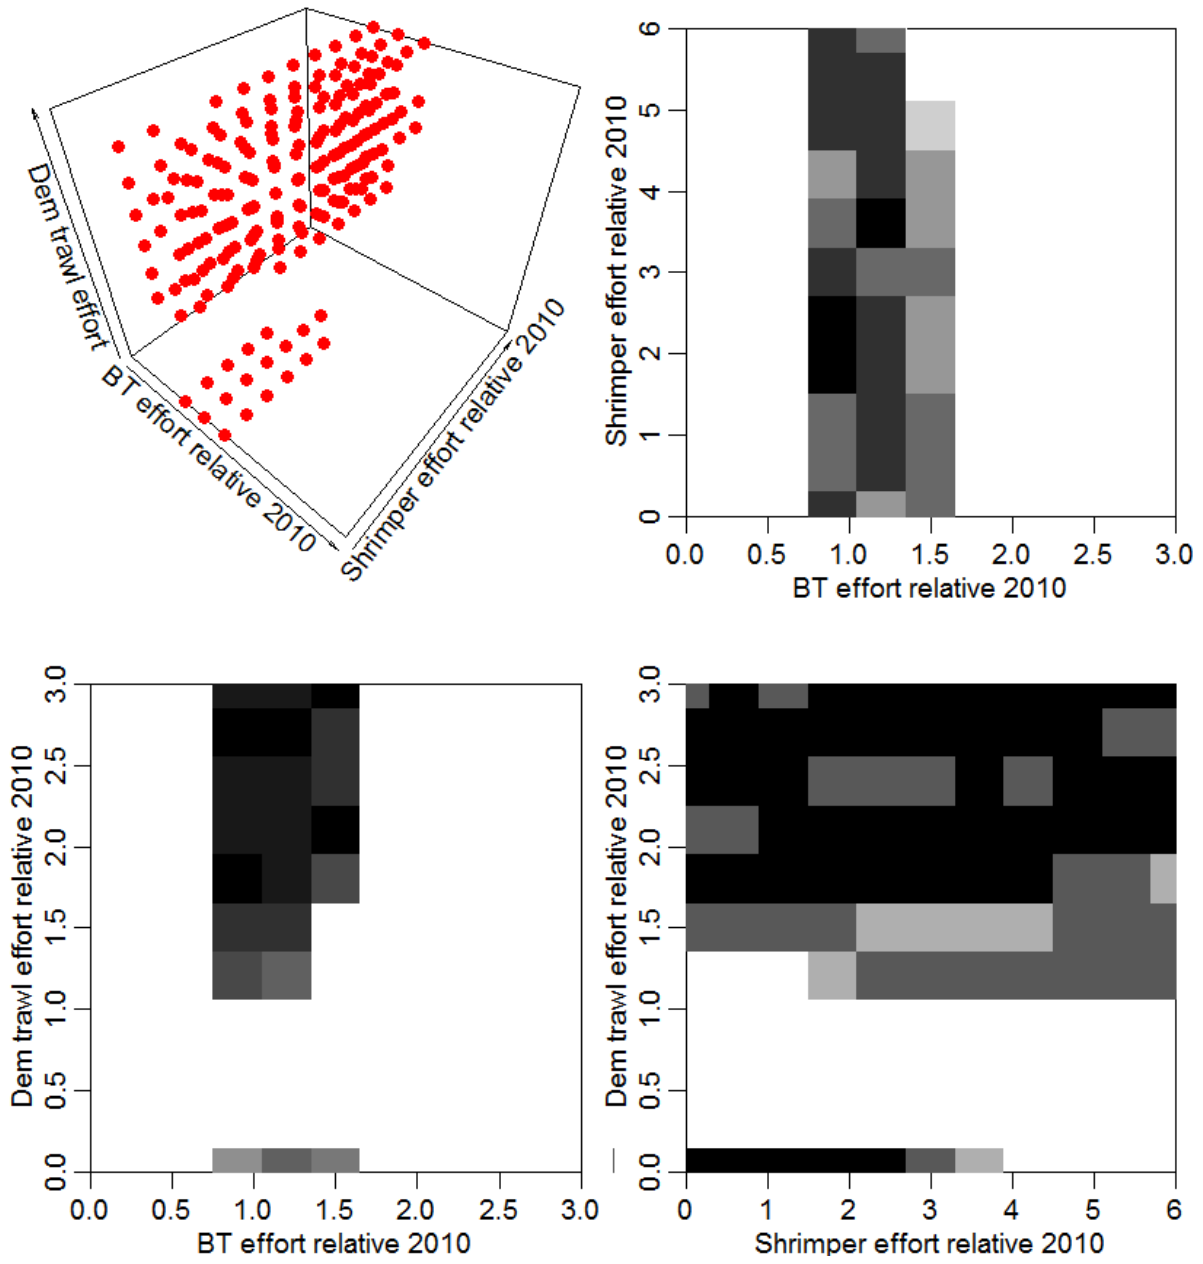 Dem trawl effort
BT effort relative 2010
Shrimper effort relative 2010
Shrimper effort relative 2010
6
5
4
3
2
1
0
0.0 0.5 1.0 1.5 2.0 2.5 3.0
BT effort relative 2010
Dem trawl effort relative 2010
3.0
2.5
2.0
1.5
1.0
0.5
0.0
0.0 0.5 1.0 1.5 2.0 2.5 3.0
BT effort relative 2010
Dem trawl effort relative 2010
3.0
2.5
2.0
1.5
1.0
0.5
0.0
0 1 2 3 4 5 6
Shrimper effort relative 2010